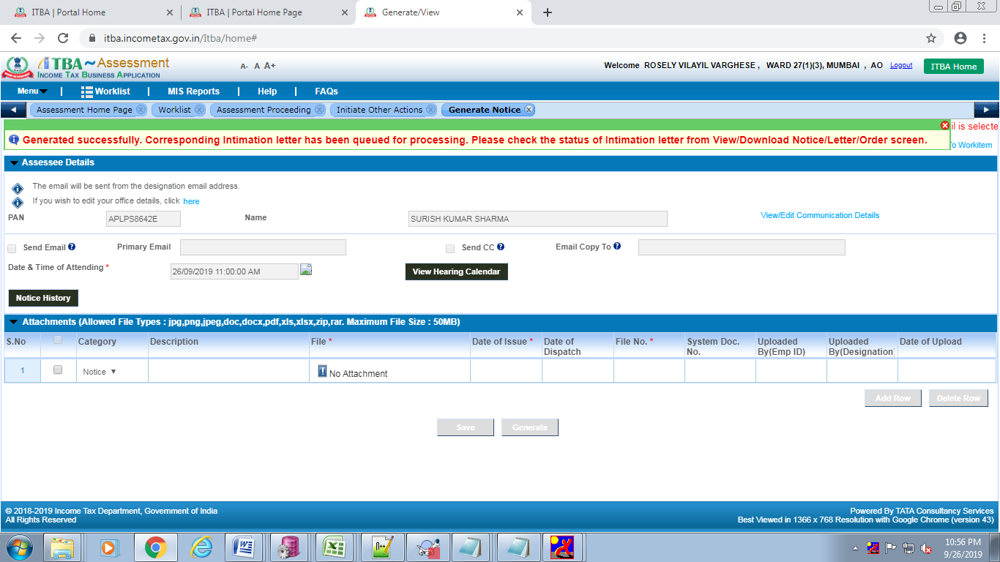 ITBA | Portal Home
ITBA | Portal Home Page
Generate/View
itba.incometax.gov.in/Itba/home#
ITBA ~ Assessment
INCOME TAX BUSINESS APPLICATION
A- A A+
Welcome ROSELY VILAYIL VARGHESE , WARD 27(1)(3), MUMBAI , AO Logout
ITBA Home
Menu | Worklist | MIS Reports | Help | FAQs
Assessment Home Page Worklist Assessment Proceeding Initiate Other Actions Generate Notice
Generated successfully. Corresponding Intimation letter has been queued for processing. Please check the status of Intimation letter from View/Download Notice/Letter/Order screen.
il is selecte
o Workitem
Assessee Details
The email will be sent from the designation email address.
If you wish to edit your office details, click here
PAN APLPS8642E Name SURISH KUMAR SHARMA View/Edit Communication Details
Send Email Primary Email Send CC Email Copy To
Date & Time of Attending * 26/09/2019 11:00:00 AM View Hearing Calendar
Notice History
Attachments (Allowed File Types : jpg,png,jpeg,doc,docx,pdf,xls,xlsx,zip,rar. Maximum File Size : 50MB)
S.No Category Description File * Date of Issue * Date of Dispatch File No. * System Doc. No. Uploaded By(Emp ID) Uploaded By(Designation) Date of Upload
1 Notice No Attachment
Add Row Delete Row
Save Generate
© 2018-2019 Income Tax Department, Government of India
All Rights Reserved
Powered By TATA Consultancy Services
Best Viewed in 1366 x 768 Resolution with Google Chrome (version 43)
10:56 PM
9/26/2019